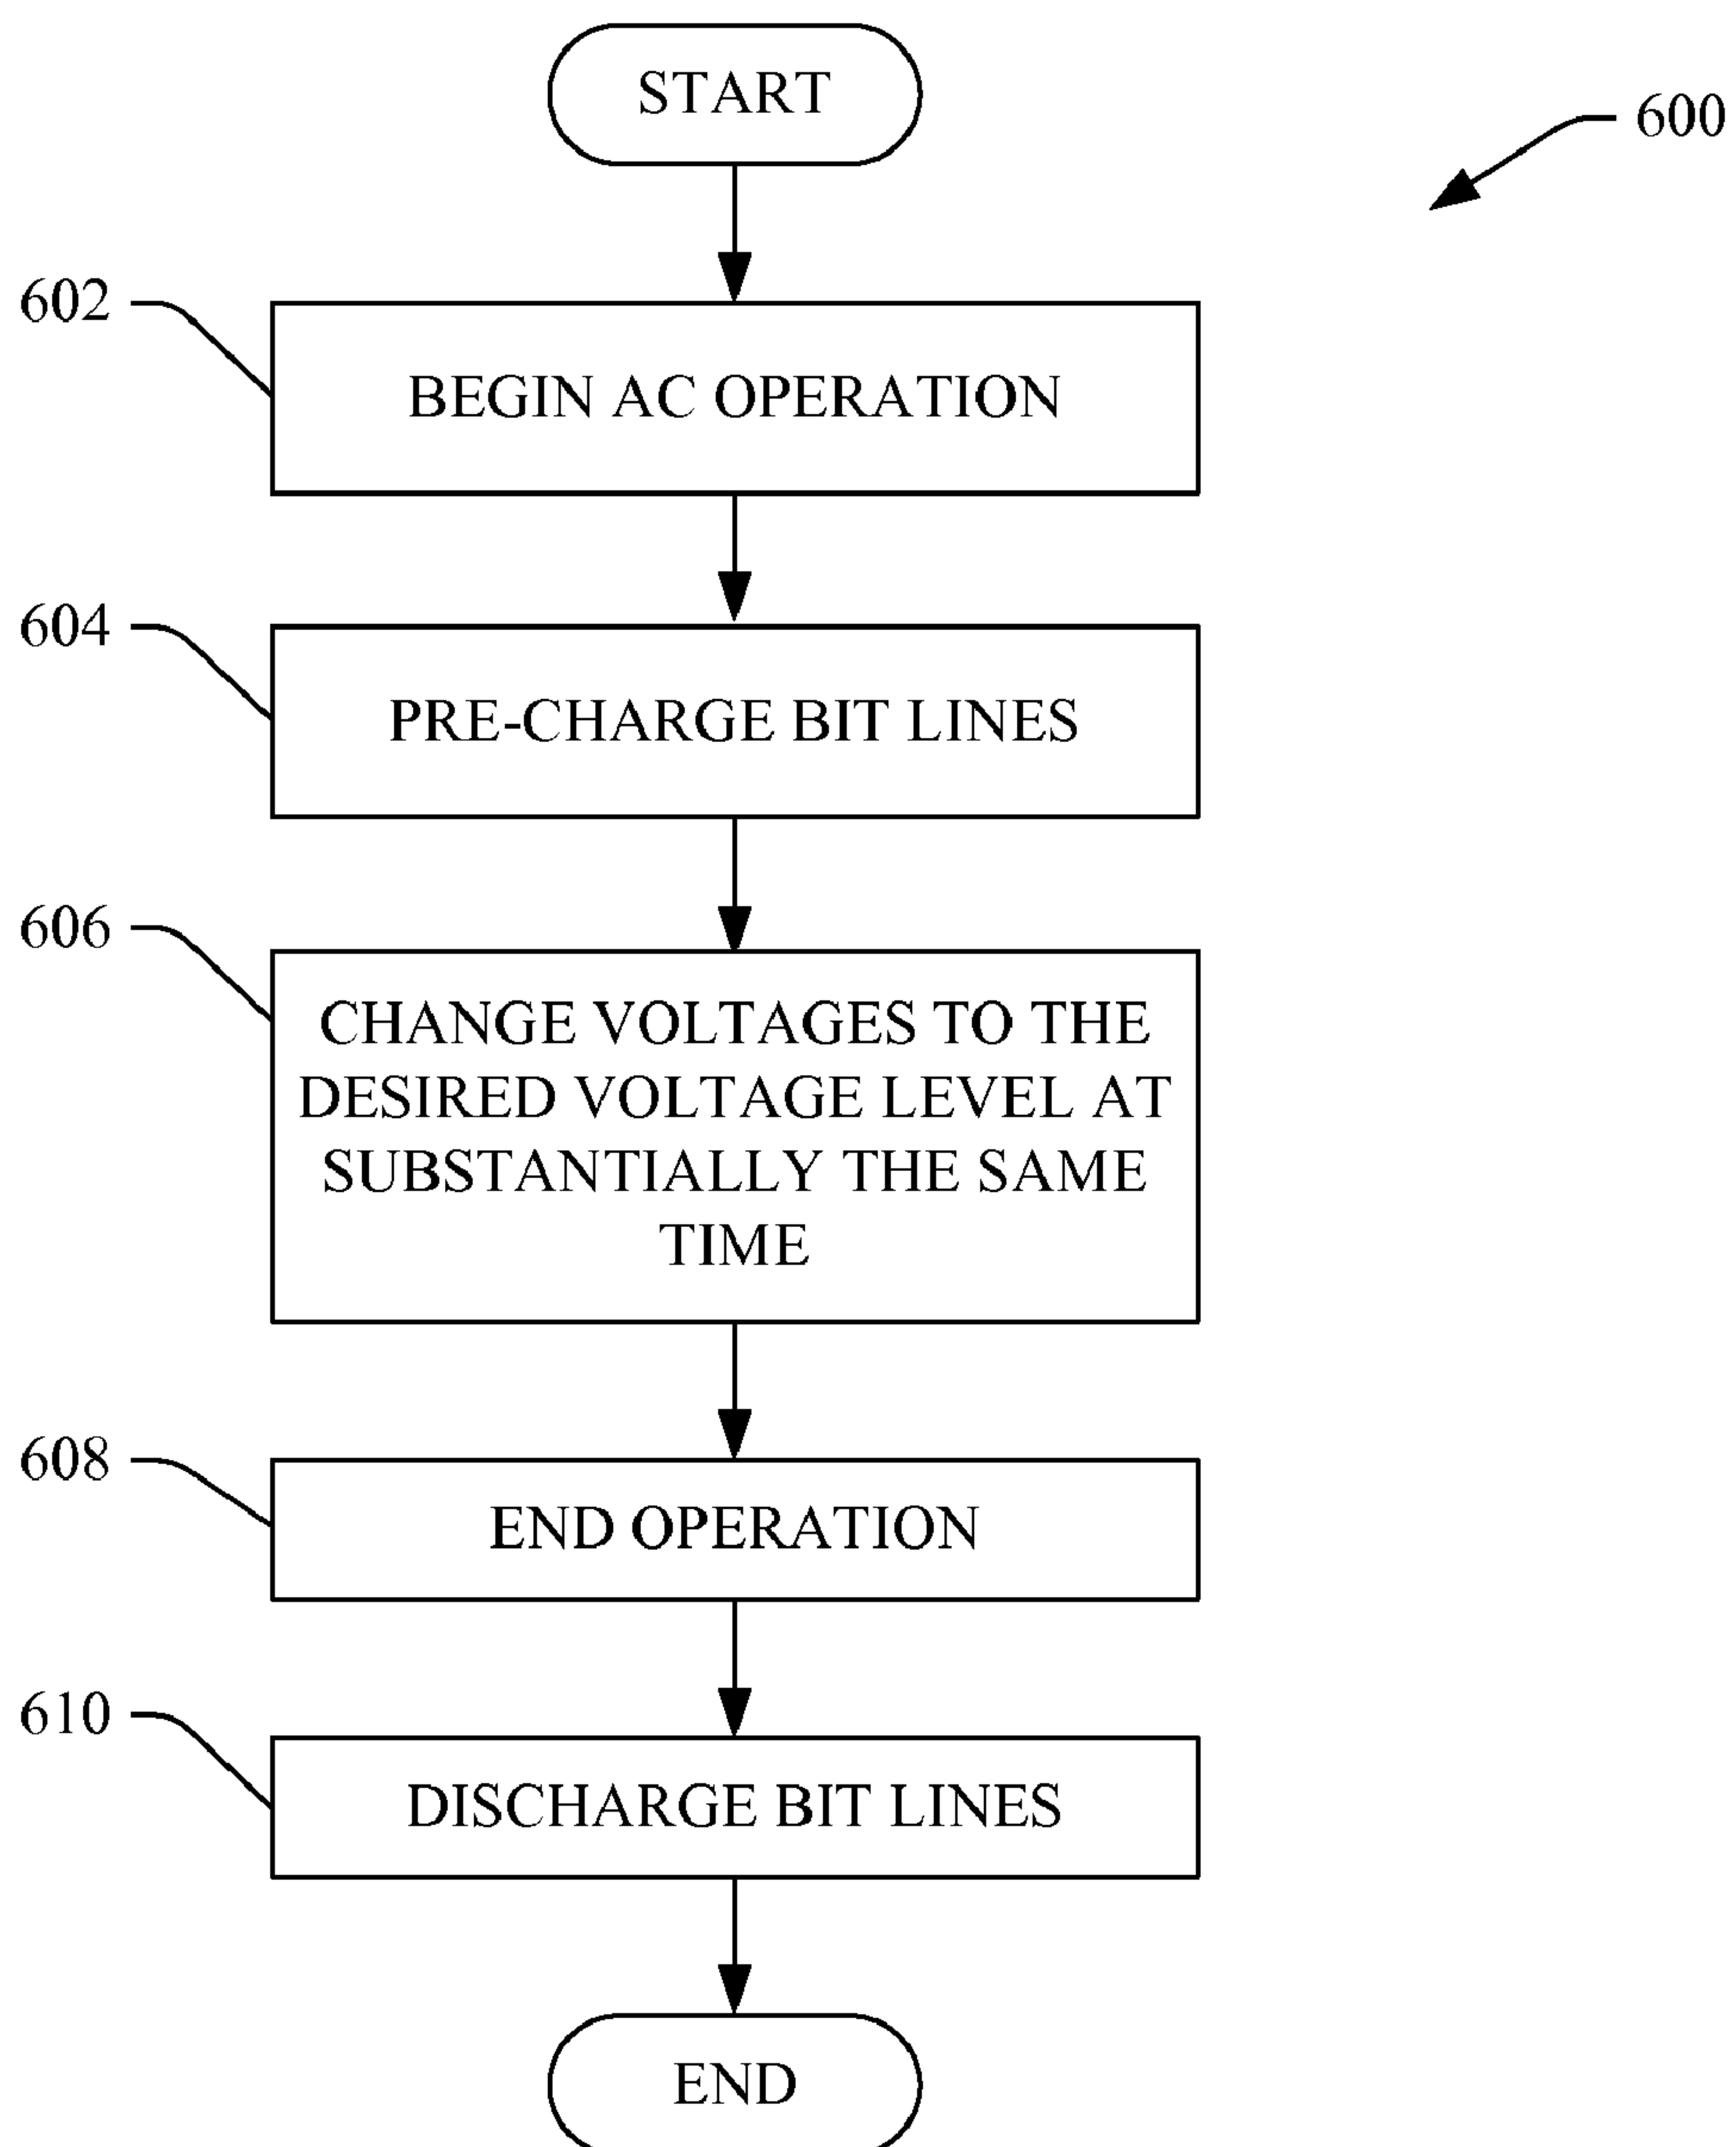 START
600
602
BEGIN AC OPERATION
604
PRE-CHARGE BIT LINES
606
CHANGE VOLTAGES TO THE
DESIRED VOLTAGE LEVEL AT
SUBSTANTIALLY THE SAME
TIME
608
END OPERATION
610
DISCHARGE BIT LINES
END